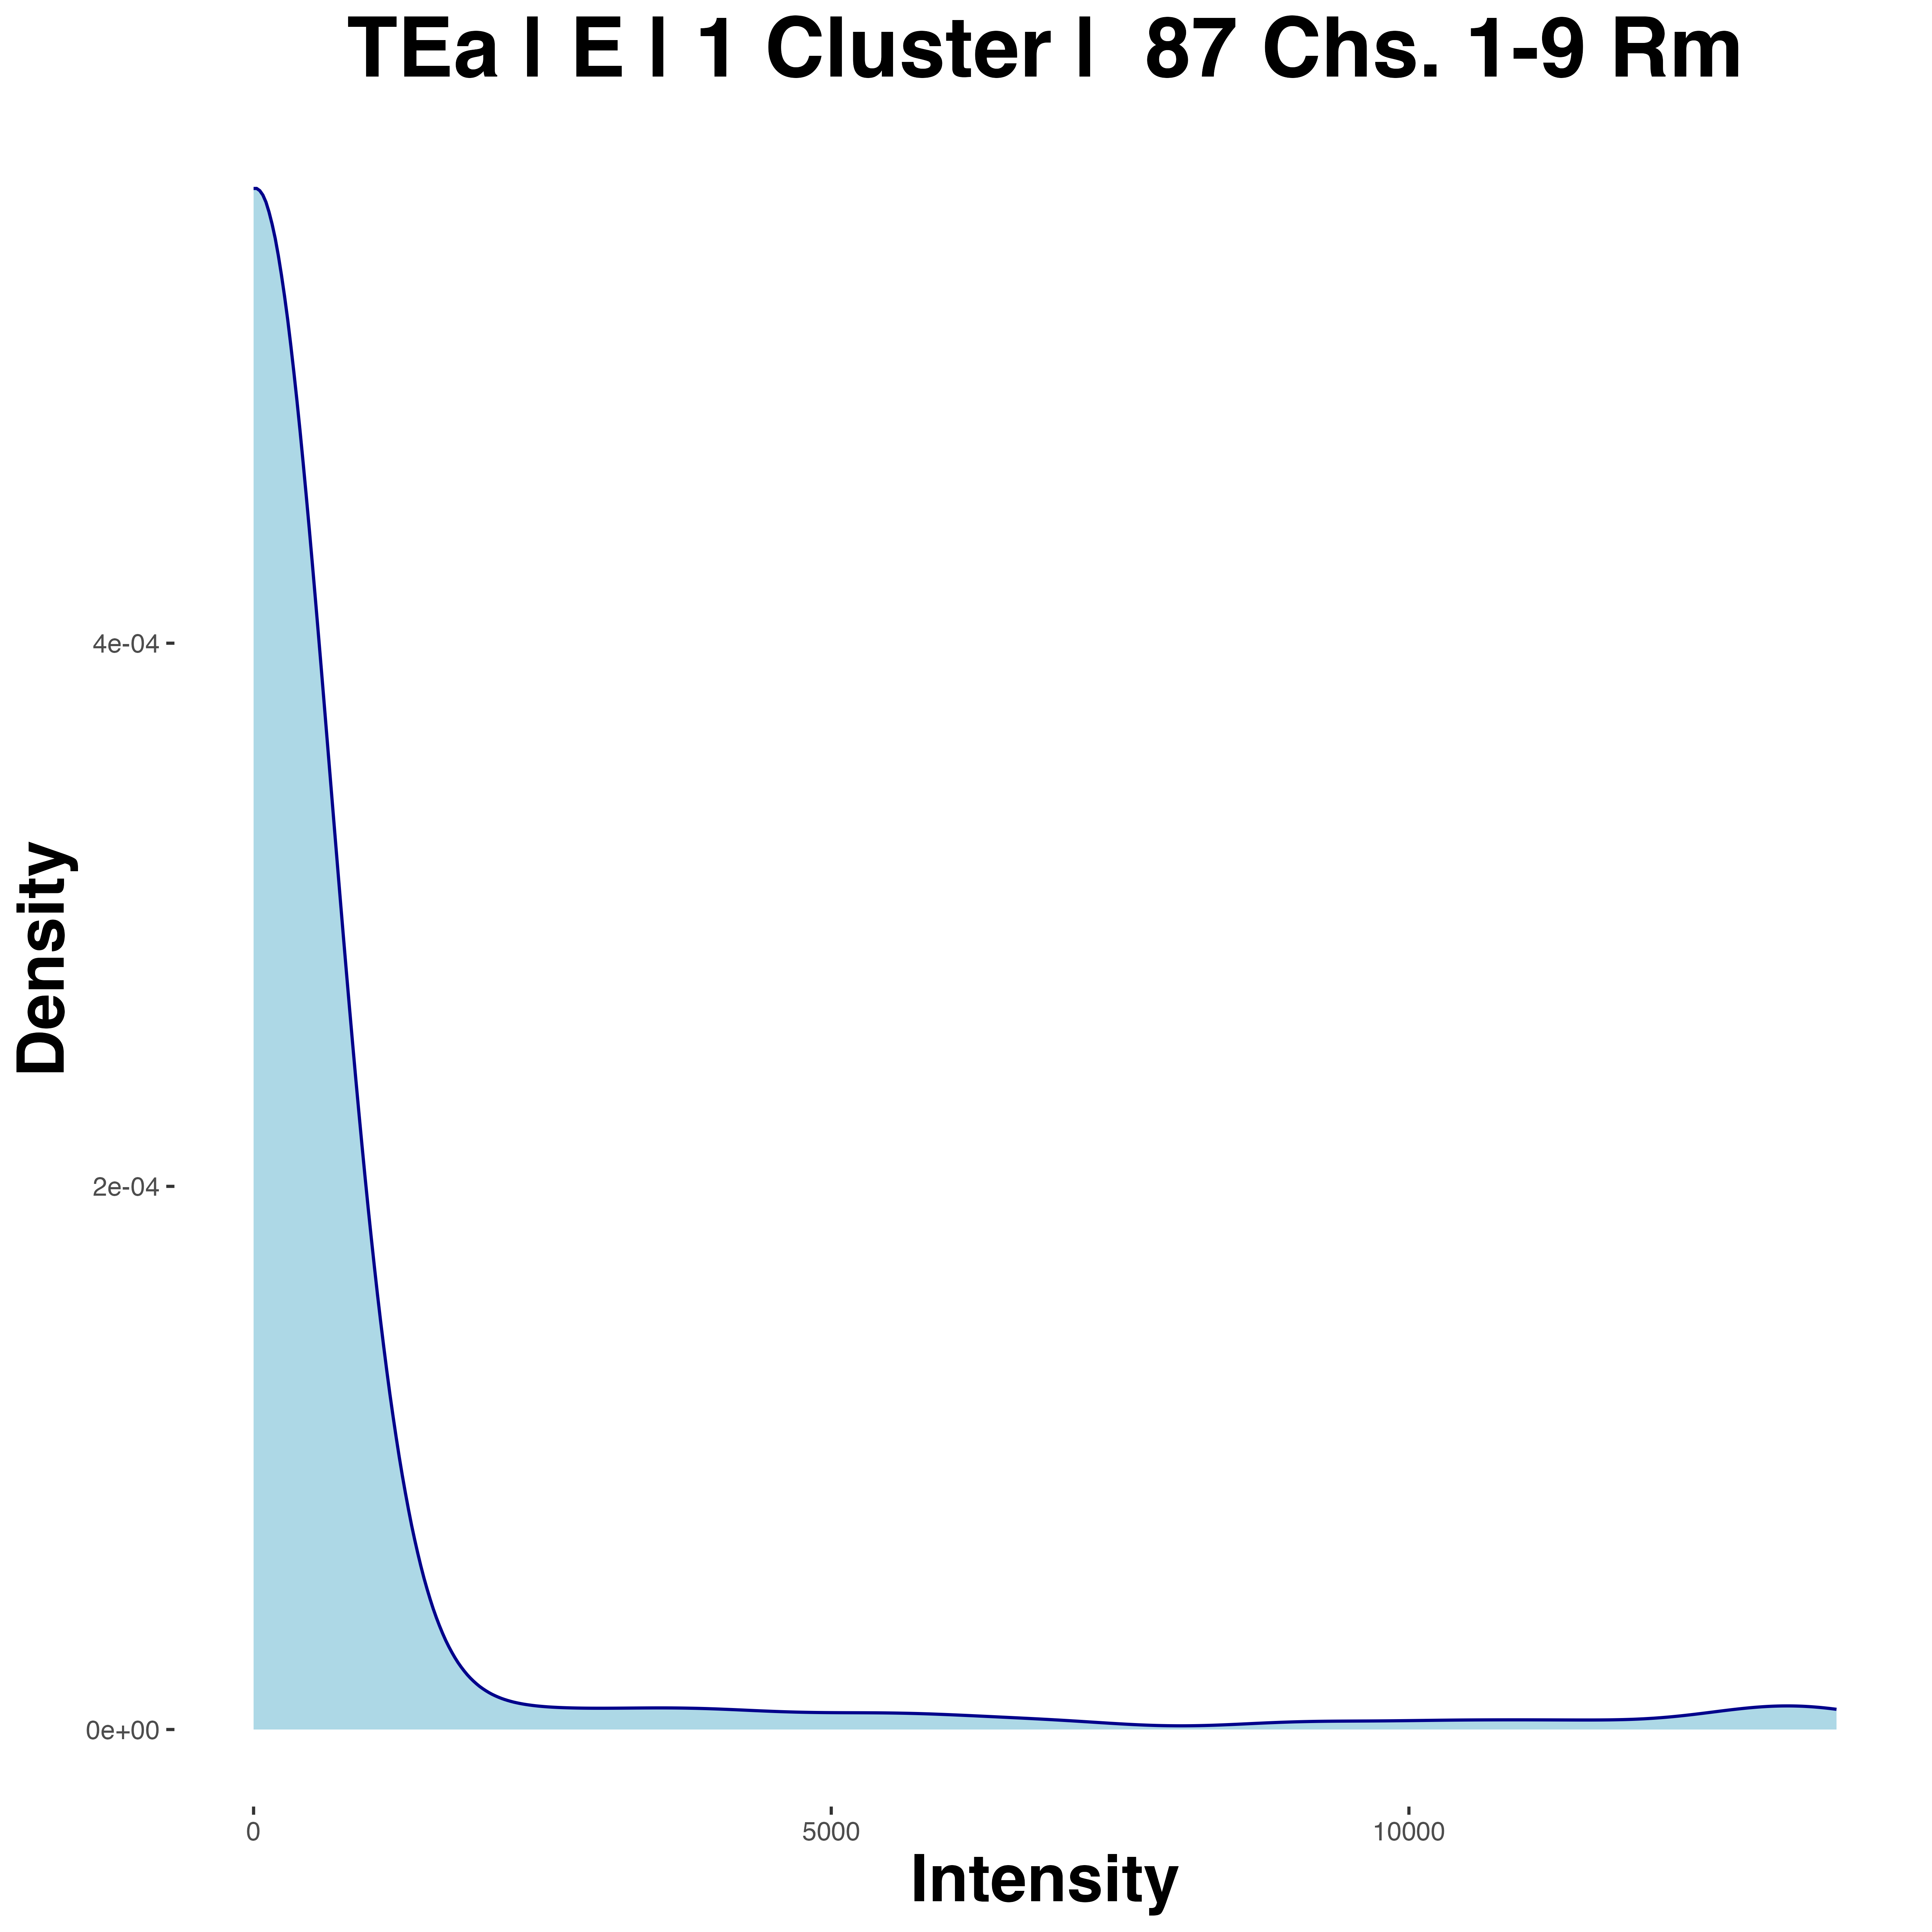 TEa | E | 1 Cluster |  87 Chs. 1-9 Rm
Density
4e-04
2e-04
0e+00
0
5000
10000
Intensity